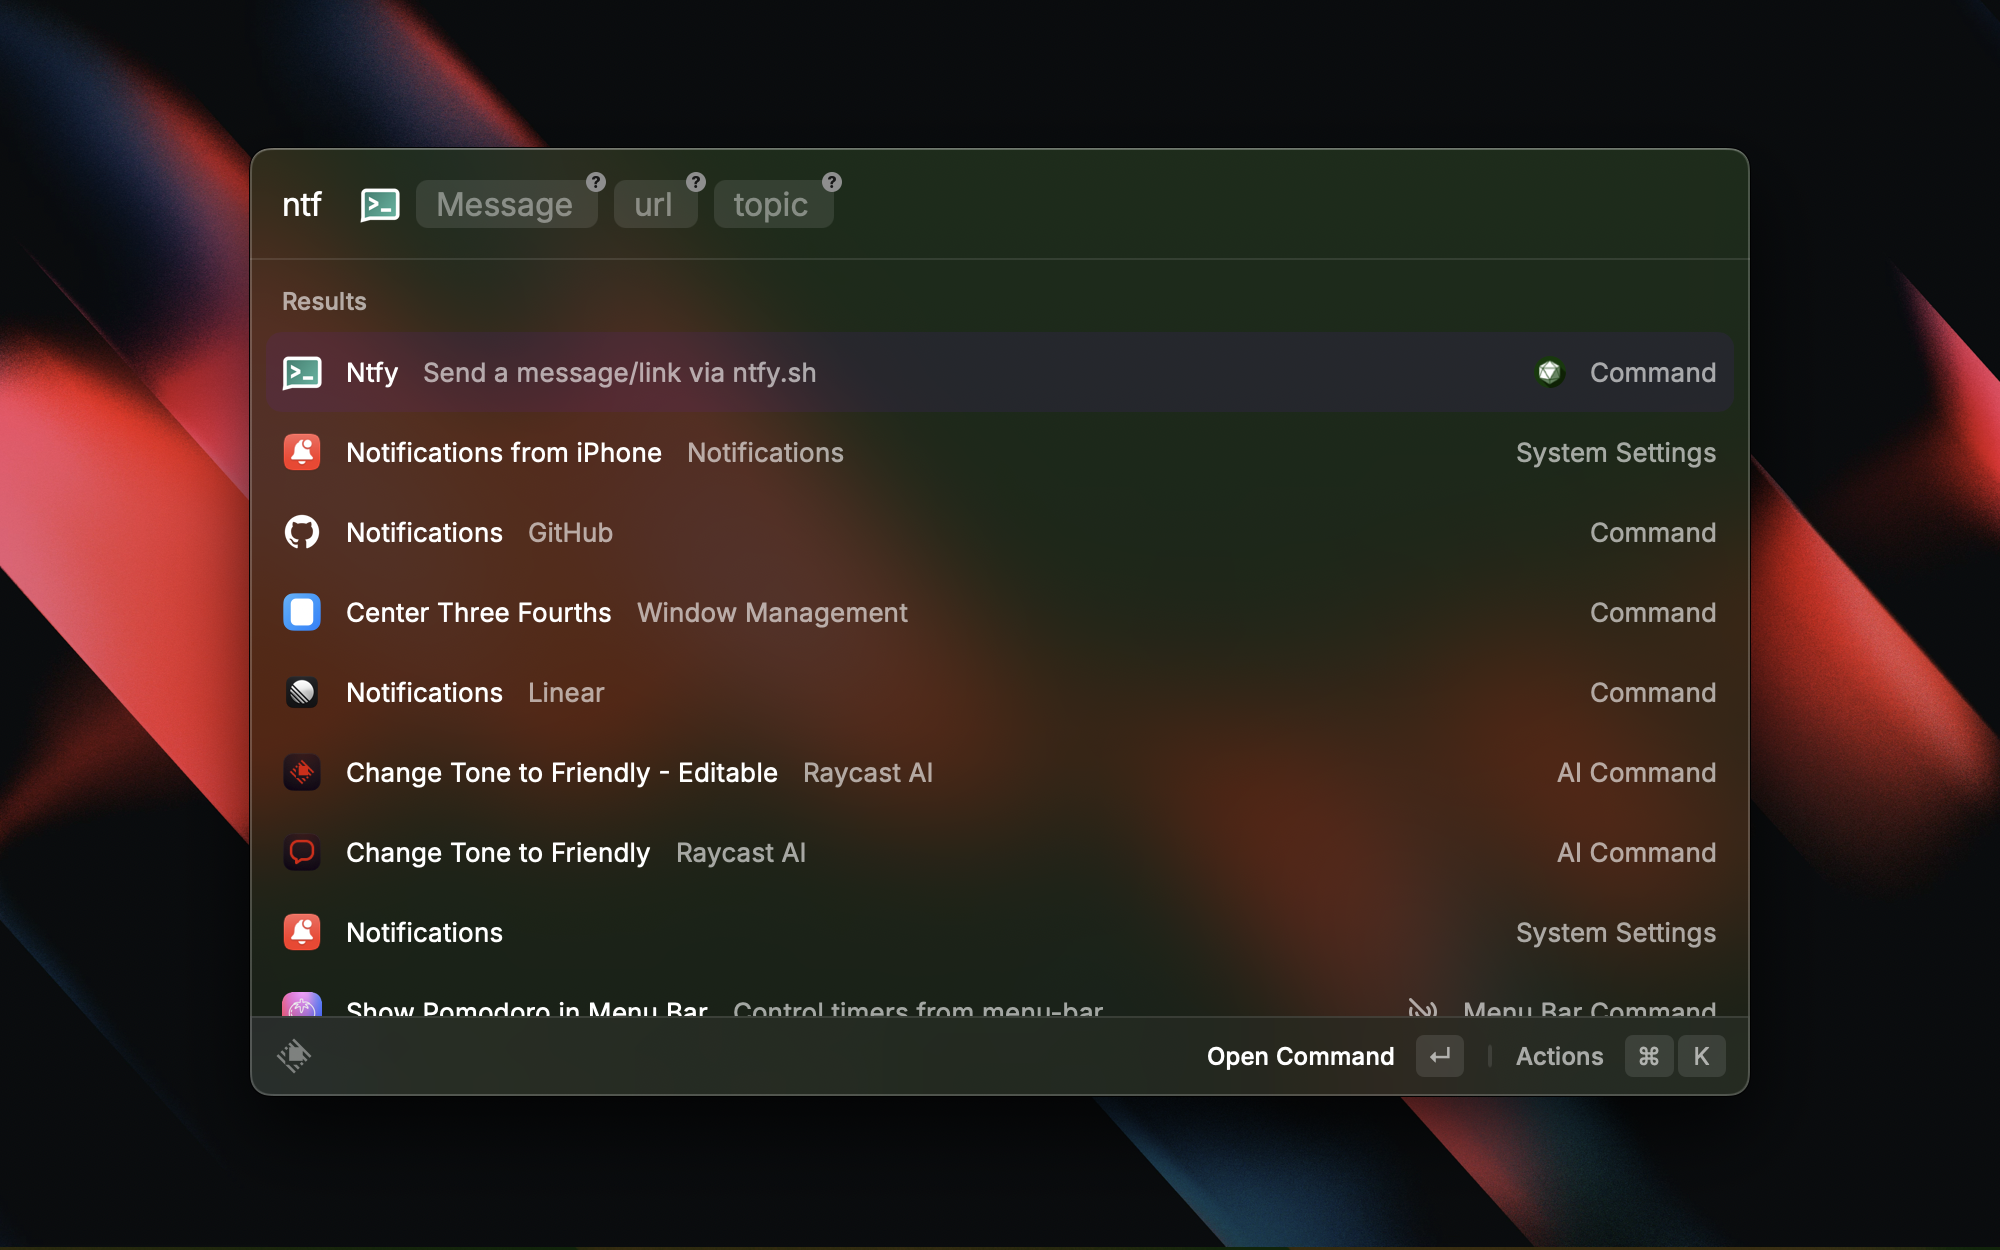 ntf Message ? url ? topic ?
Results
Ntfy Send a message/link via ntfy.sh Command
Notifications from iPhone Notifications System Settings
Notifications GitHub Command
Center Three Fourths Window Management Command
Notifications Linear Command
Change Tone to Friendly - Editable Raycast AI AI Command
Change Tone to Friendly Raycast AI AI Command
Notifications System Settings
Show Pomodoro in Menu Bar Control timers from menu-bar Menu Bar Command
Open Command ↵ Actions ⌘ K